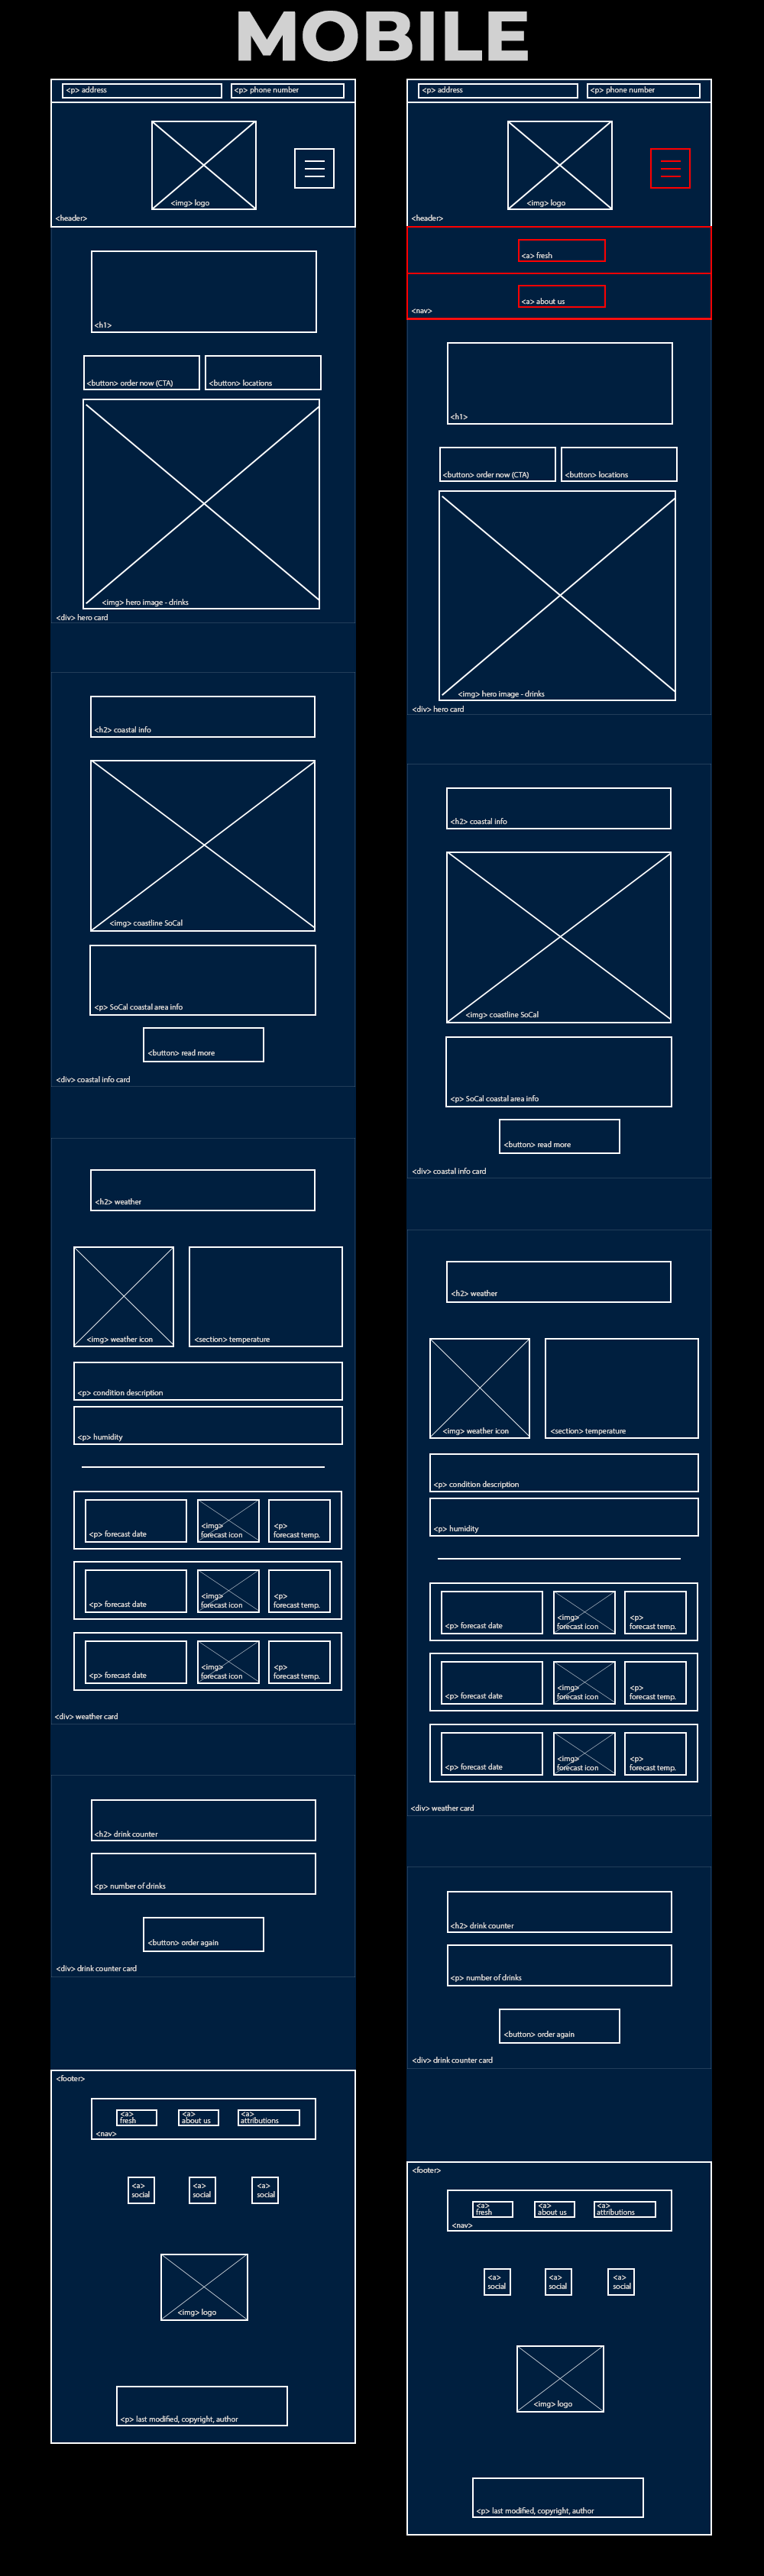 MOBILE
<p> address
<p> phone number
<img> logo
<header>
<h1>
<button> order now (CTA)
<button> locations
<img> hero image - drinks
<div> hero card
<h2> coastal info
<img> coastline SoCal
<p> SoCal coastal area info
<button> read more
<div> coastal info card
<h2> weather
<img> weather icon
<section> temperature
<p> condition description
<p> humidity
<p> forecast date
<img>
forecast icon
<p>
forecast temp.
<p> forecast date
<img>
forecast icon
<p>
forecast temp.
<p> forecast date
<img>
forecast icon
<p>
forecast temp.
<div> weather card
<h2> drink counter
<p> number of drinks
<button> order again
<div> drink counter card
<footer>
<a>
fresh
<a>
about us
<a>
attributions
<nav>
<a>
social
<a>
social
<a>
social
<img> logo
<p> last modified, copyright, author
<p> address
<p> phone number
<img> logo
<header>
<a> fresh
<a> about us
<nav>
<h1>
<button> order now (CTA)
<button> locations
<img> hero image - drinks
<div> hero card
<h2> coastal info
<img> coastline SoCal
<p> SoCal coastal area info
<button> read more
<div> coastal info card
<h2> weather
<img> weather icon
<section> temperature
<p> condition description
<p> humidity
<p> forecast date
<img>
forecast icon
<p>
forecast temp.
<p> forecast date
<img>
forecast icon
<p>
forecast temp.
<p> forecast date
<img>
forecast icon
<p>
forecast temp.
<div> weather card
<h2> drink counter
<p> number of drinks
<button> order again
<div> drink counter card
<footer>
<a>
fresh
<a>
about us
<a>
attributions
<nav>
<a>
social
<a>
social
<a>
social
<img> logo
<p> last modified, copyright, author